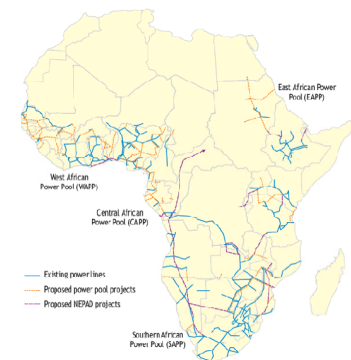 East African Power
Pool (EAPP)
West African
Power Pool (WAPP)
Central African
Power Pool (CAPP)
Existing power lines
Proposed power pool projects
Proposed NEPAD projects
Southern African
Power Pool (SAPP)